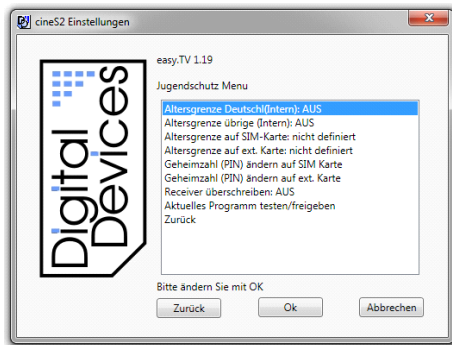 cineS2 Einstellungen
easy.TV 1.19
Jugendschutz Menu
Altersgrenze Deutschl(Intern): AUS
Altersgrenze übrige (Intern): AUS
Altersgrenze auf SIM-Karte: nicht definiert
Altersgrenze auf ext. Karte: nicht definiert
Geheimzahl (PIN) ändern auf SIM Karte
Geheimzahl (PIN) ändern auf ext. Karte
Receiver überschreiben: AUS
Aktuelles Programm testen/freigeben
Zurück
Digital
Devices
Bitte ändern Sie mit OK
Zurück
Ok
Abbrechen